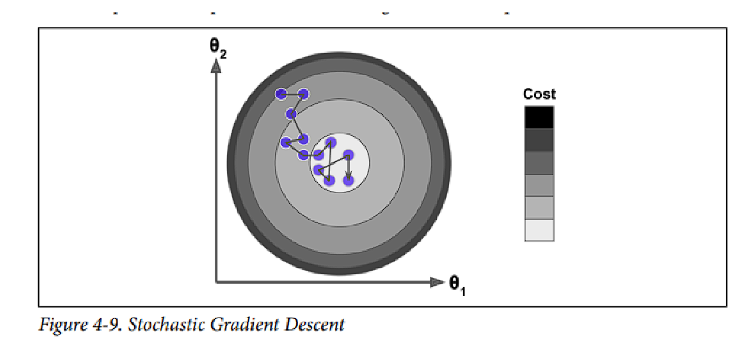 θ2
Cost
θ1
Figure 4-9. Stochastic Gradient Descent